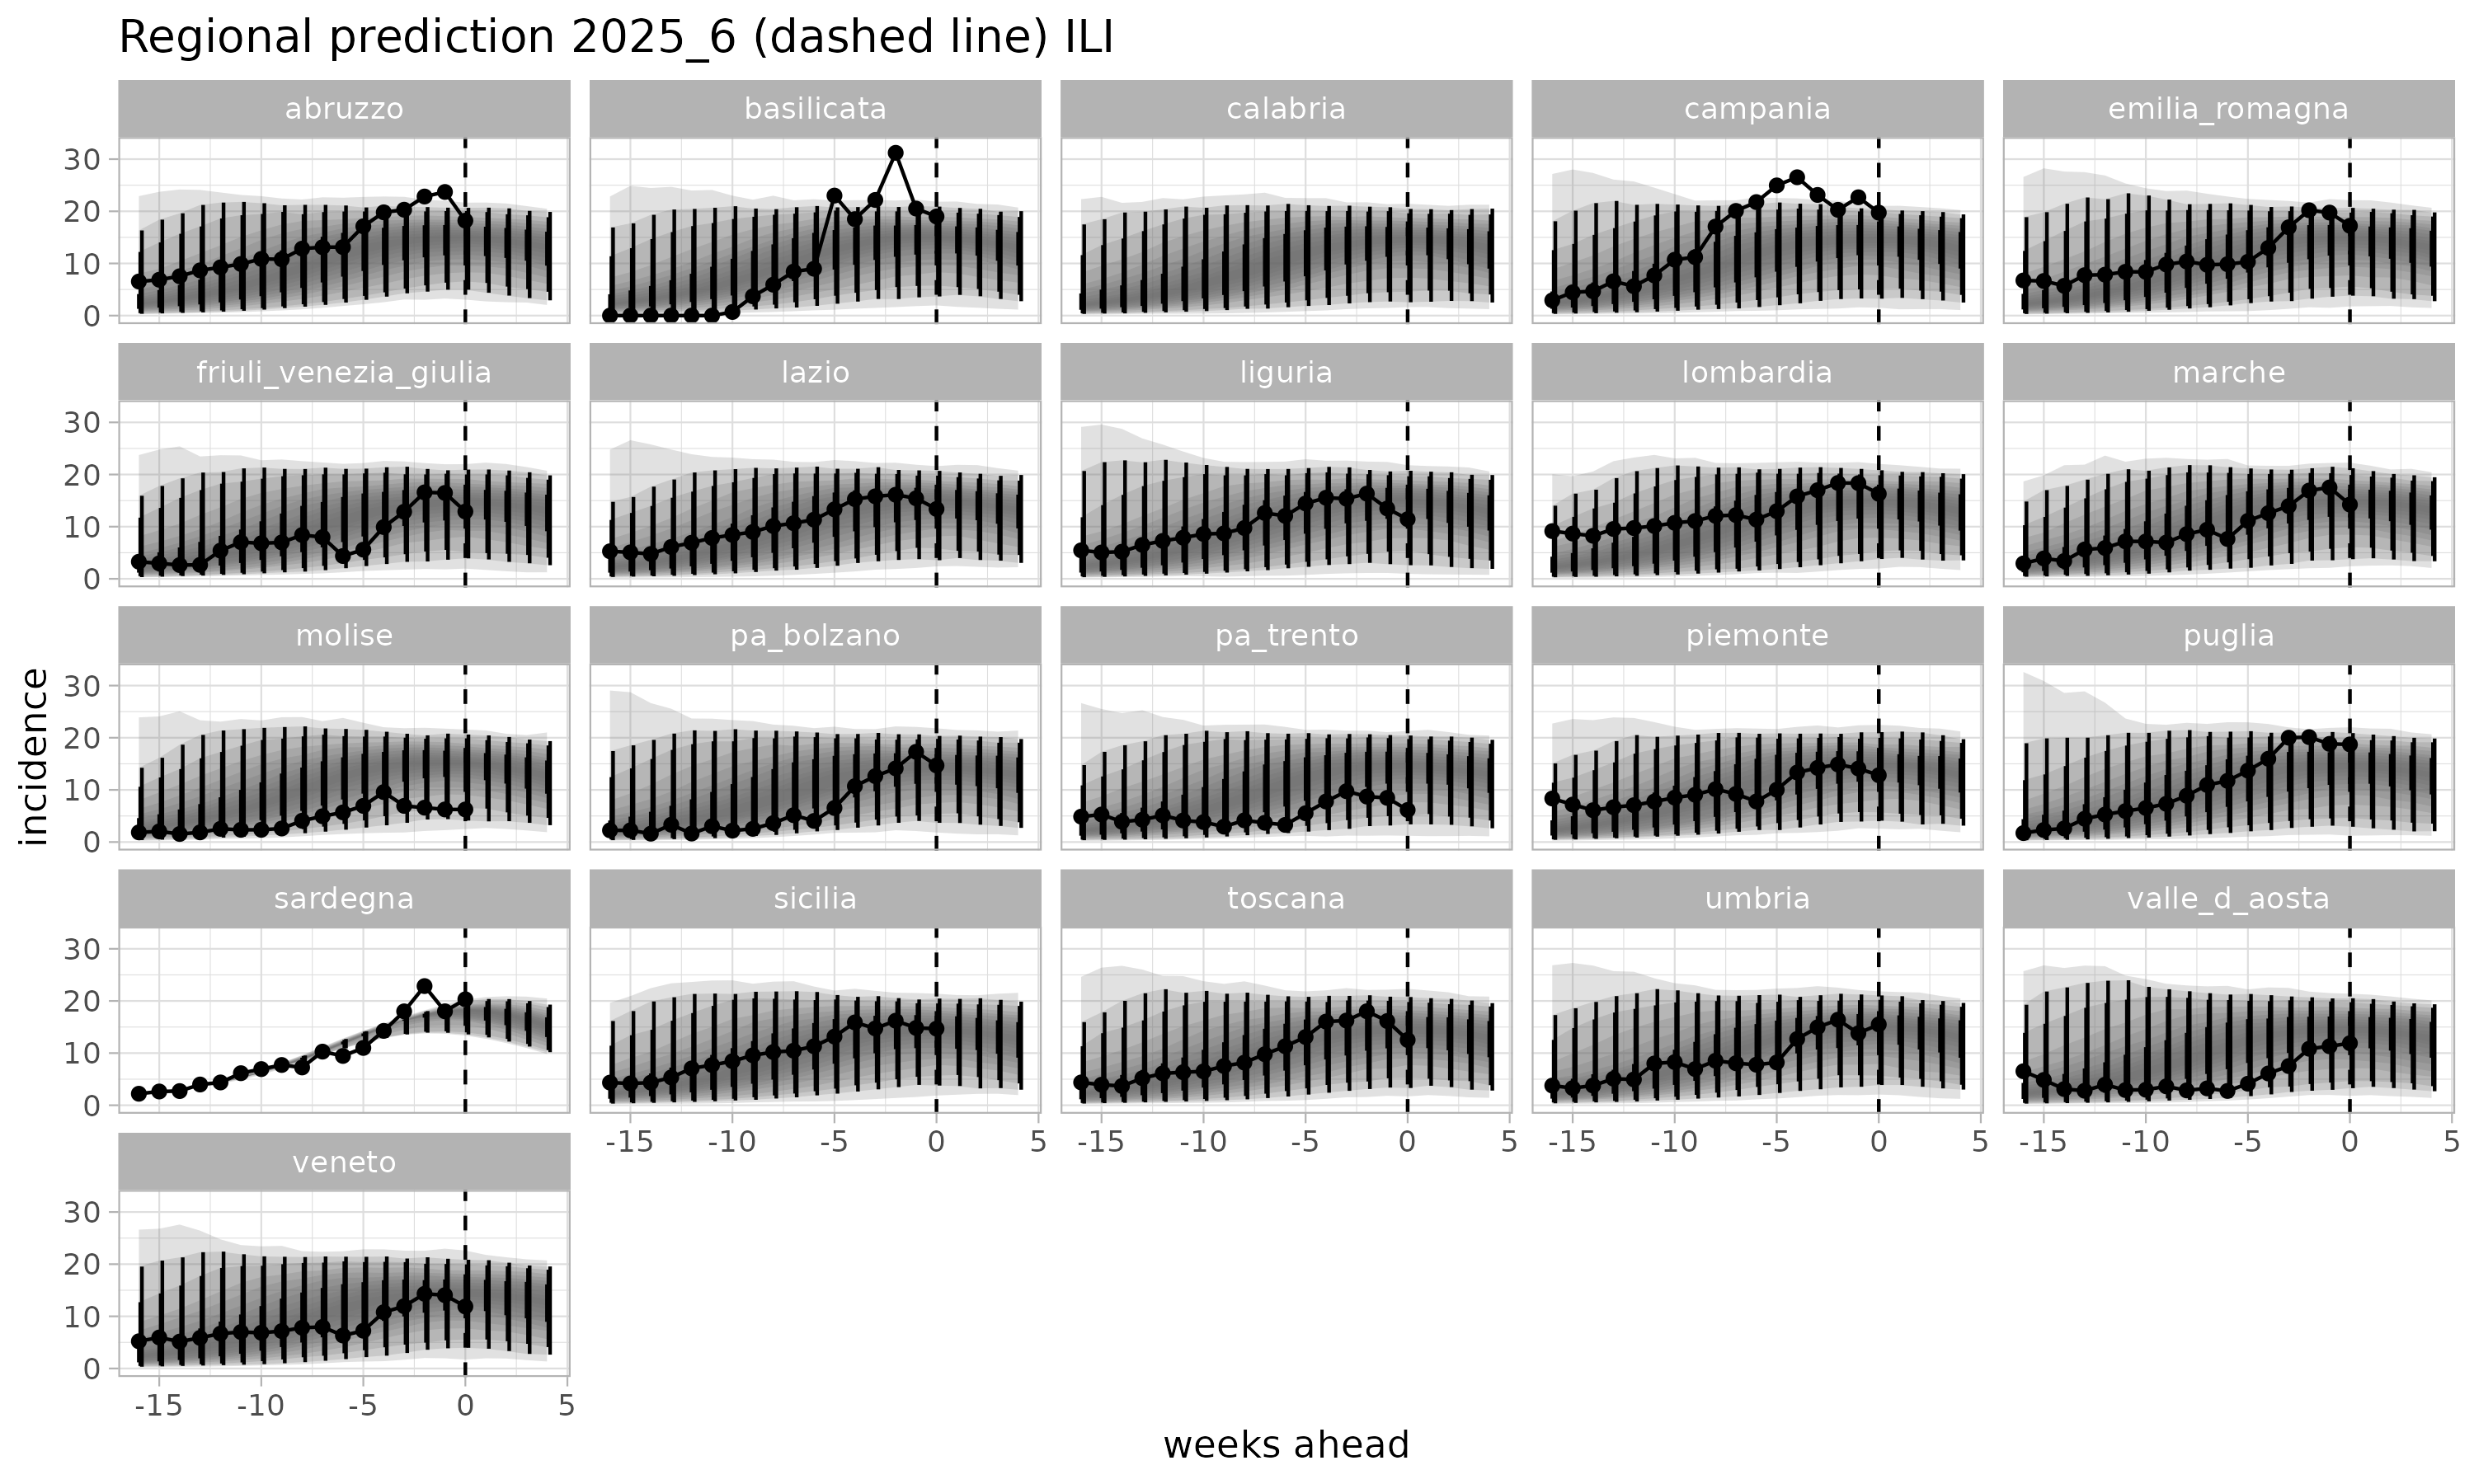 Regional prediction 2025_6 (dashed line) ILI
abruzzo basilicata calabria campania emilia_romagna
30
20
10
0
friuli_venezia_giulia lazio liguria lombardia marche
30
20
10
0
molise pa_bolzano pa_trento piemonte puglia
30
20
10
0
incidence
sardegna sicilia toscana umbria valle_d_aosta
30
20
10
0
-15 -10 -5 0 5 -15 -10 -5 0 5 -15 -10 -5 0 5 -15 -10 -5 0 5
veneto
30
20
10
0
-15 -10 -5 0 5
weeks ahead